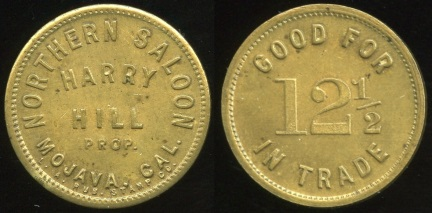 NORTHERN SALOON
HARRY
HILL
PROP.
MOJAVA, CAL.
GOOD FOR
12½
IN TRADE